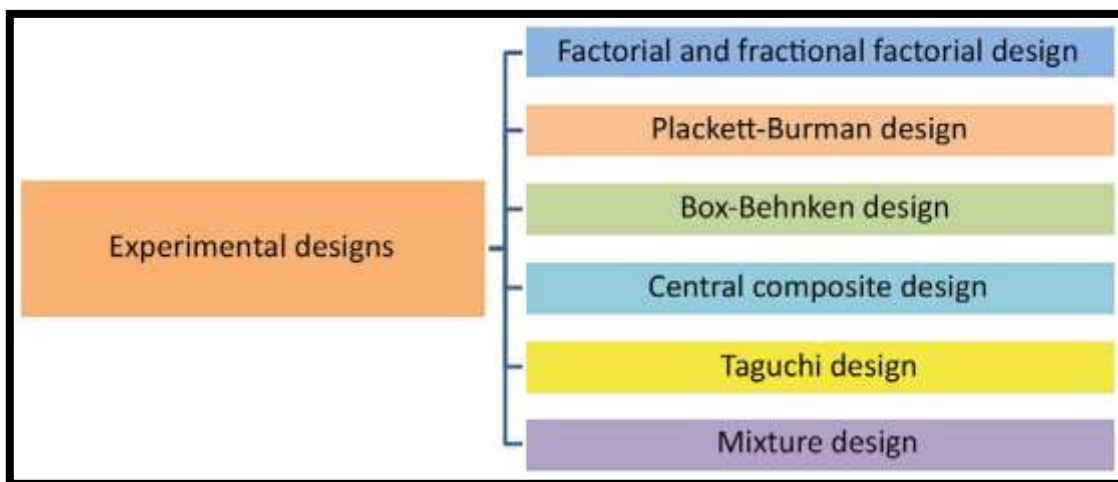 Experimental designs
Factorial and fractional factorial design
Plackett-Burman design
Box-Behnken design
Central composite design
Taguchi design
Mixture design